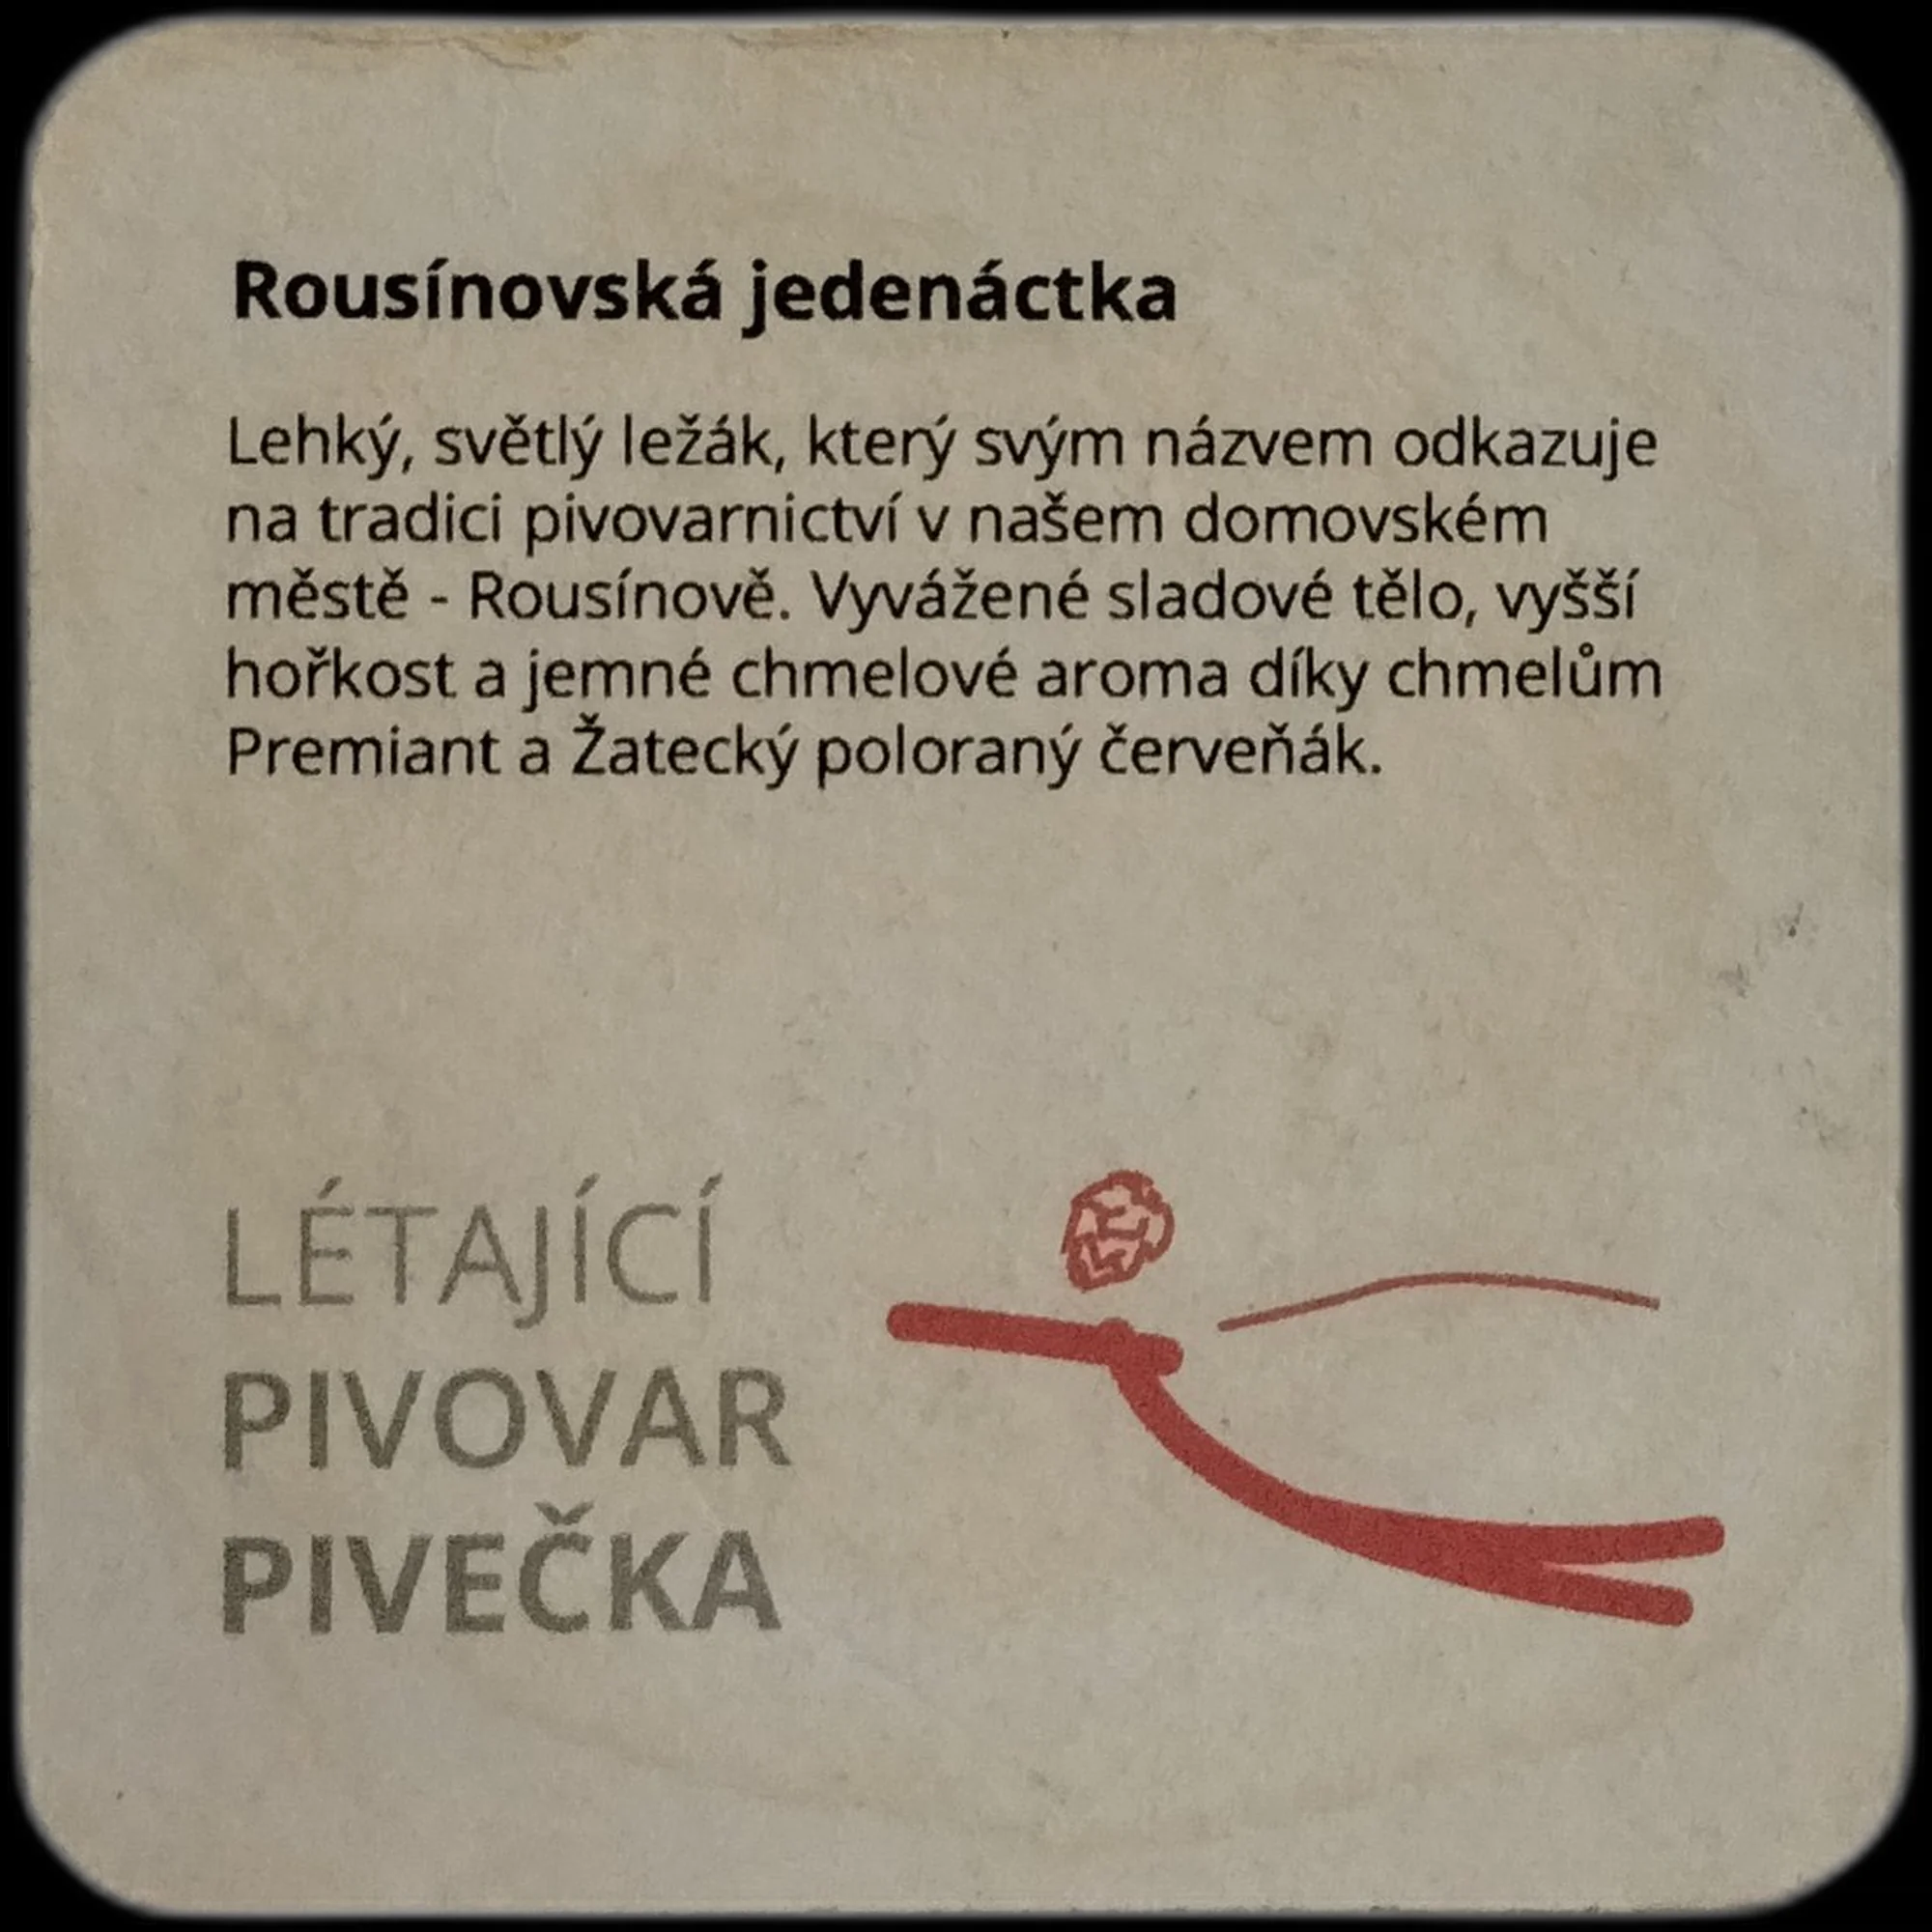 Rousínovská jedenáctka
Lehký, světlý ležák, který svým názvem odkazuje
na tradici pivovarnictví v našem domovském
městě - Rousínově. Vyvážené sladové tělo, vyšší
hořkost a jemné chmelové aroma díky chmelům
Premiant a Žatecký poloraný červeňák.
LÉTAJÍCÍ
PIVOVAR
PIVEČKA